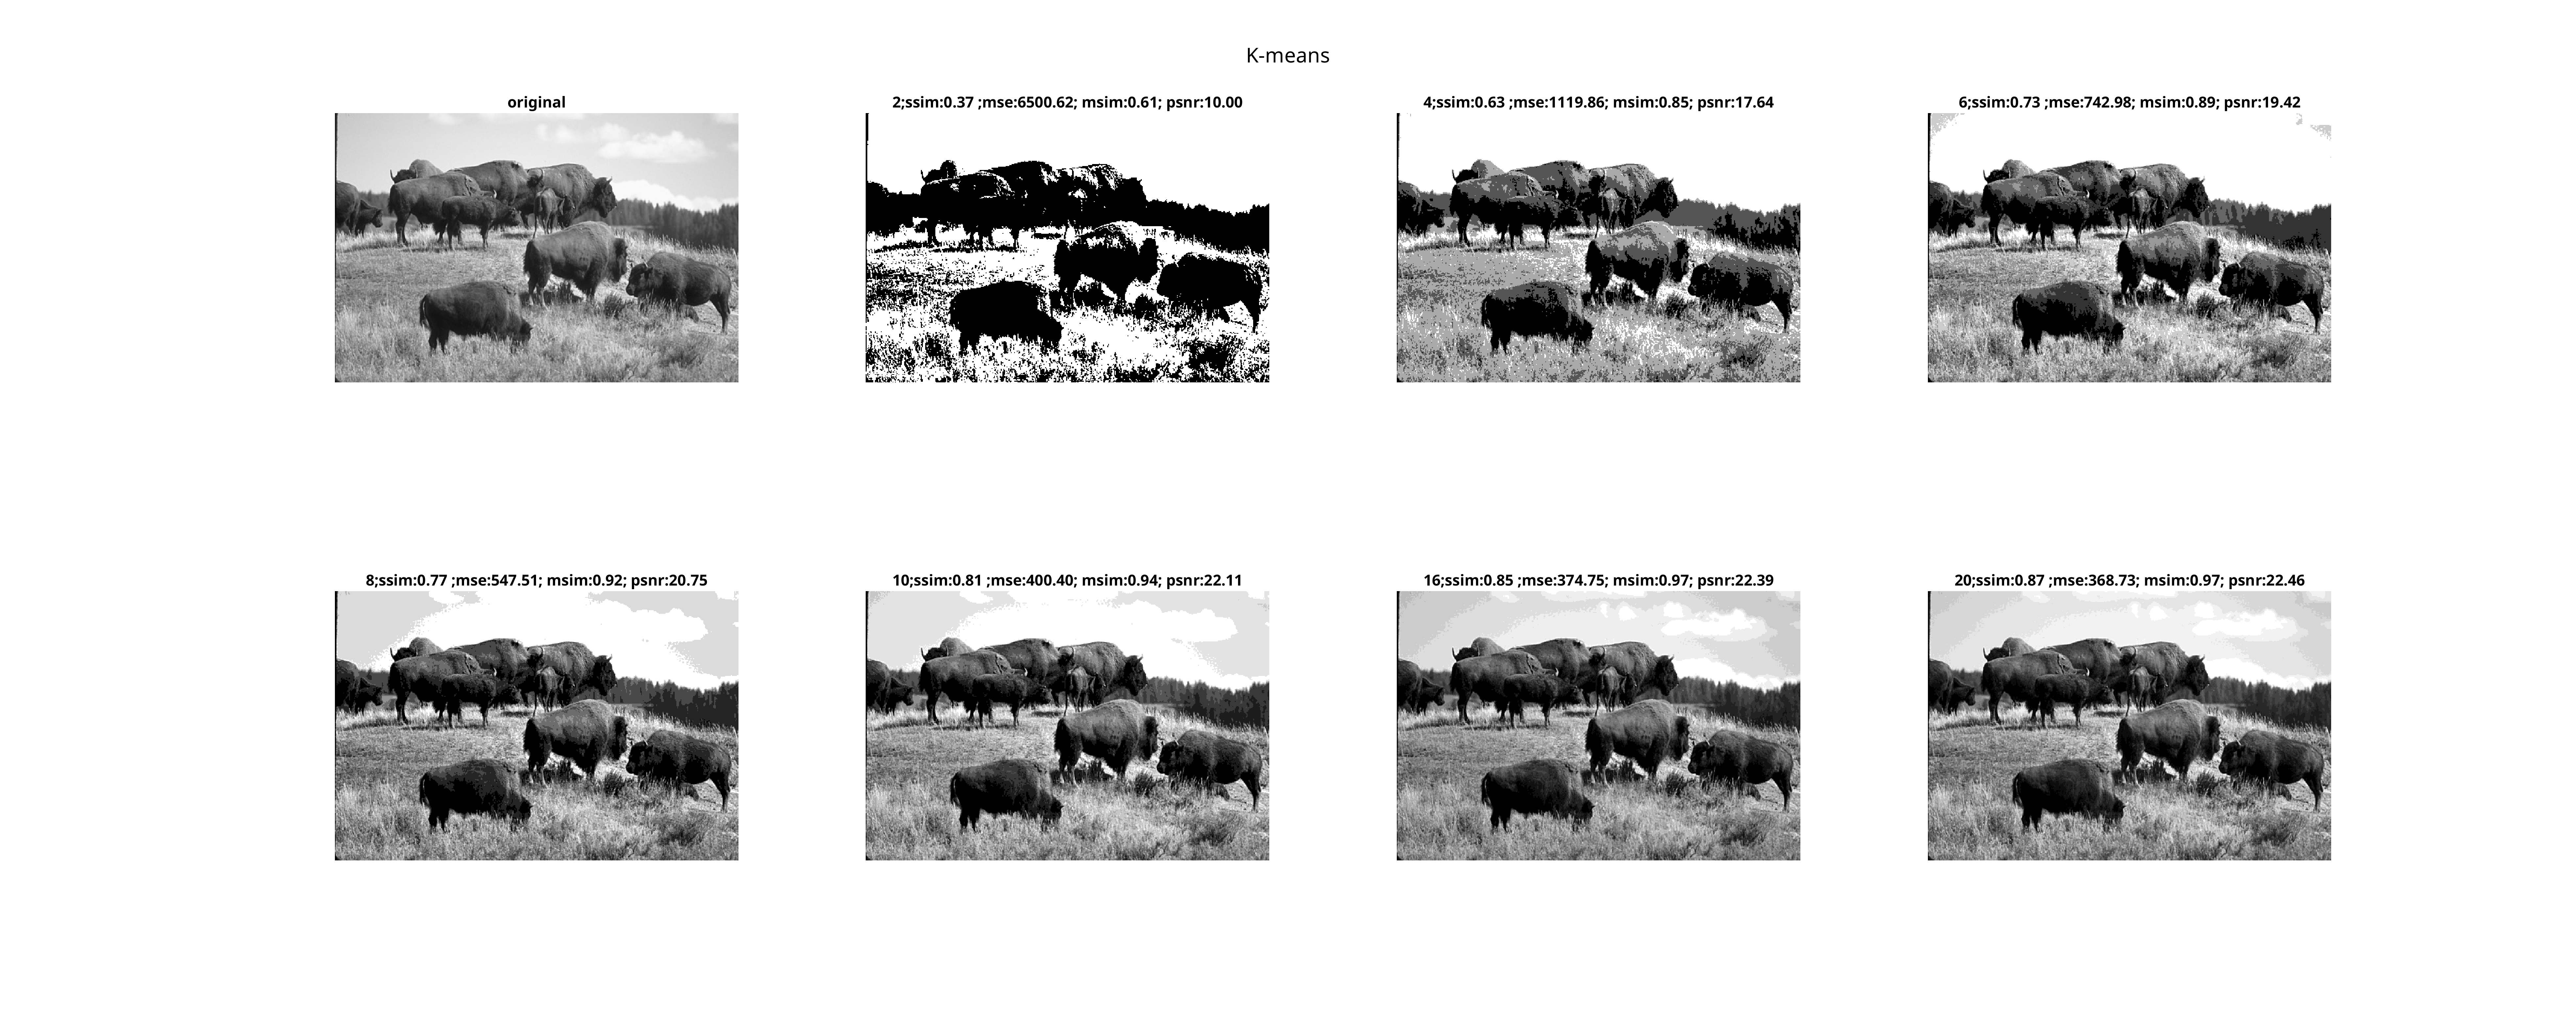 K-means
original
2;ssim:0.37 ;mse:6500.62; msim:0.61; psnr:10.00
4;ssim:0.63 ;mse:1119.86; msim:0.85; psnr:17.64
6;ssim:0.73 ;mse:742.98; msim:0.89; psnr:19.42
8;ssim:0.77 ;mse:547.51; msim:0.92; psnr:20.75
10;ssim:0.81 ;mse:400.40; msim:0.94; psnr:22.11
16;ssim:0.85 ;mse:374.75; msim:0.97; psnr:22.39
20;ssim:0.87 ;mse:368.73; msim:0.97; psnr:22.46